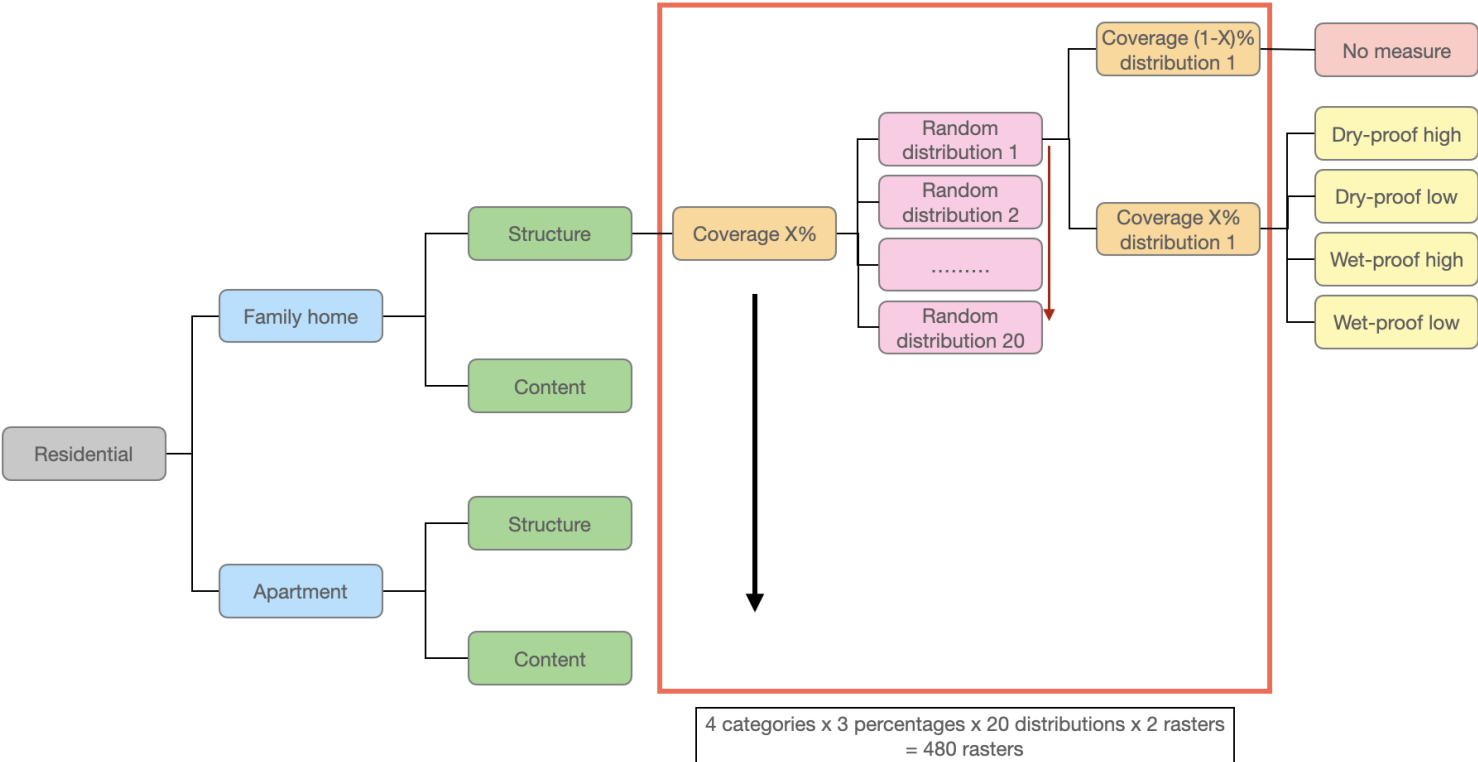 Coverage (1-X)%
distribution 1
No measure
Random
distribution 1
Dry-proof high
Random
distribution 2
Dry-proof low
Structure
Coverage X%
Coverage X%
distribution 1
.........
Wet-proof high
Family home
Random
distribution 20
Wet-proof low
Content
Residential
Structure
Apartment
Content
4 categories x 3 percentages x 20 distributions x 2 rasters
= 480 rasters